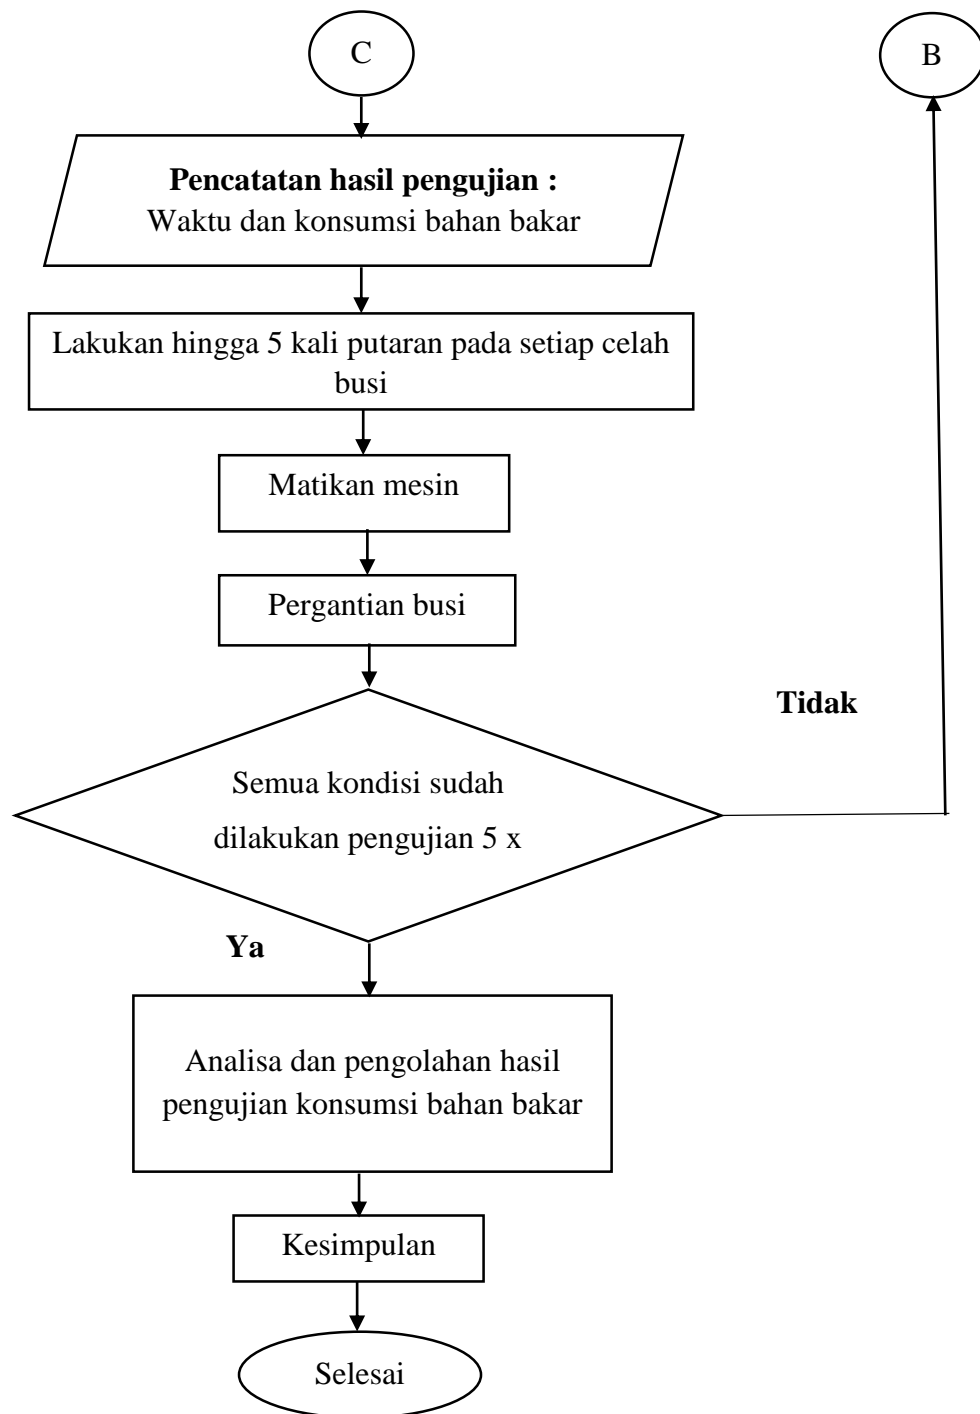 C
B
Pencatatan hasil pengujian :
Waktu dan konsumsi bahan bakar
Lakukan hingga 5 kali putaran pada setiap celah
busi
Matikan mesin
Pergantian busi
Tidak
Semua kondisi sudah
dilakukan pengujian 5 x
Ya
Analisa dan pengolahan hasil
pengujian konsumsi bahan bakar
Kesimpulan
Selesai